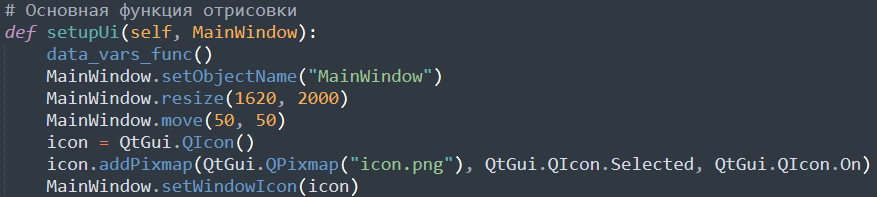 # Основная функция отрисовки
def setupUi(self, MainWindow):
    data_vars_func()
    MainWindow.setObjectName("MainWindow")
    MainWindow.resize(1620, 2000)
    MainWindow.move(50, 50)
    icon = QtGui.QIcon()
    icon.addPixmap(QtGui.QPixmap("icon.png"), QtGui.QIcon.Selected, QtGui.QIcon.On)
    MainWindow.setWindowIcon(icon)